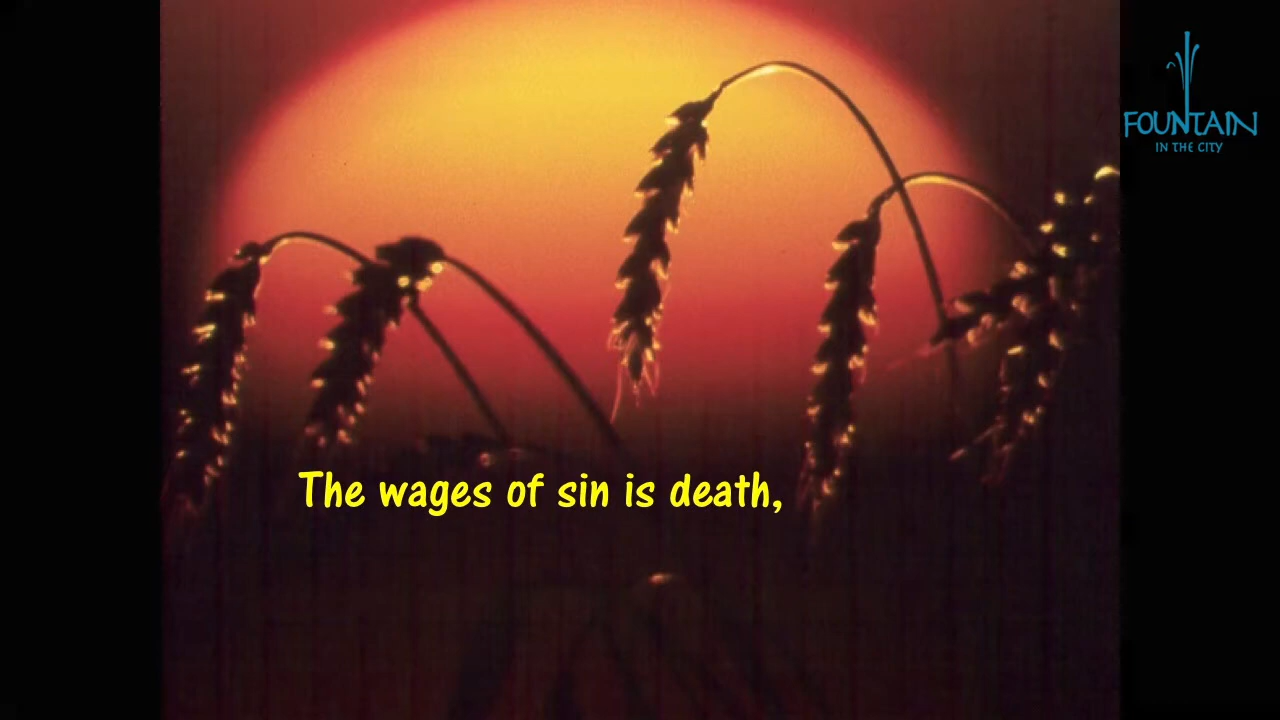 FOUNTAIN
IN THE CITY
The wages of sin is death,